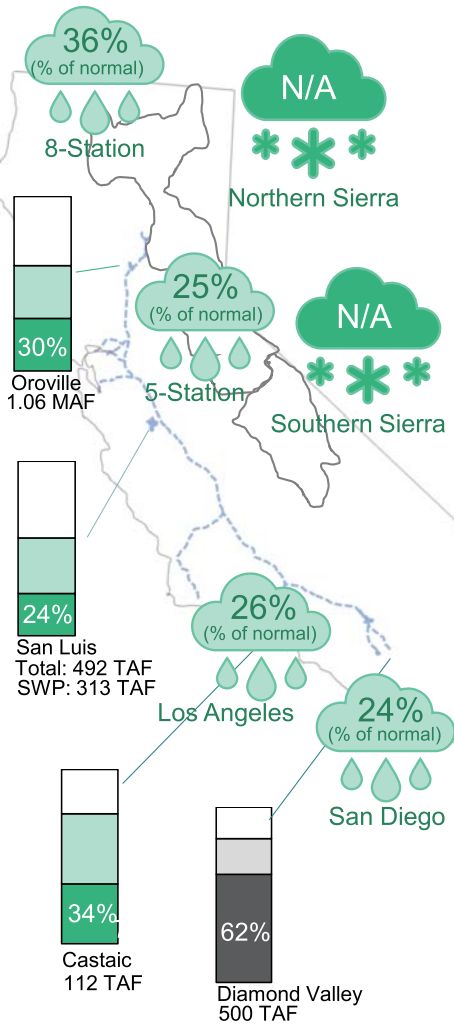 36%
(% of normal)
8-Station
N/A
Northern Sierra
30%
Oroville
1.06 MAF
25%
(% of normal)
5-Station
N/A
Southern Sierra
24%
San Luis
Total: 492 TAF
SWP: 313 TAF
26%
(% of normal)
Los Angeles
24%
(% of normal)
San Diego
34%
Castaic
112 TAF
62%
Diamond Valley
500 TAF